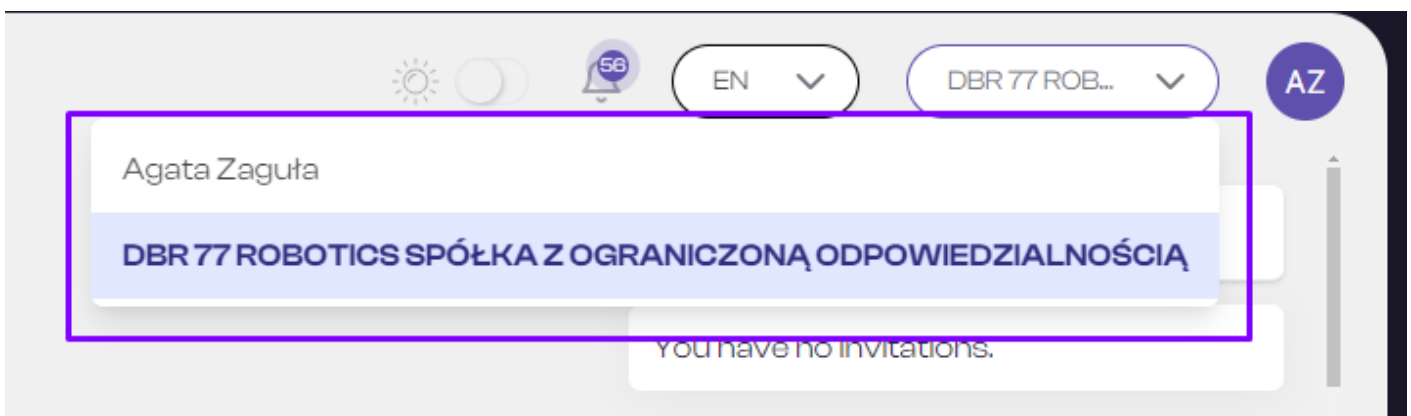 56
EN
DBR 77 ROB...
AZ
Agata Zaguła
DBR 77 ROBOTICS SPÓŁKA Z OGRANICZONĄ ODPOWIEDZIALNOŚCIĄ
You have no invitations.